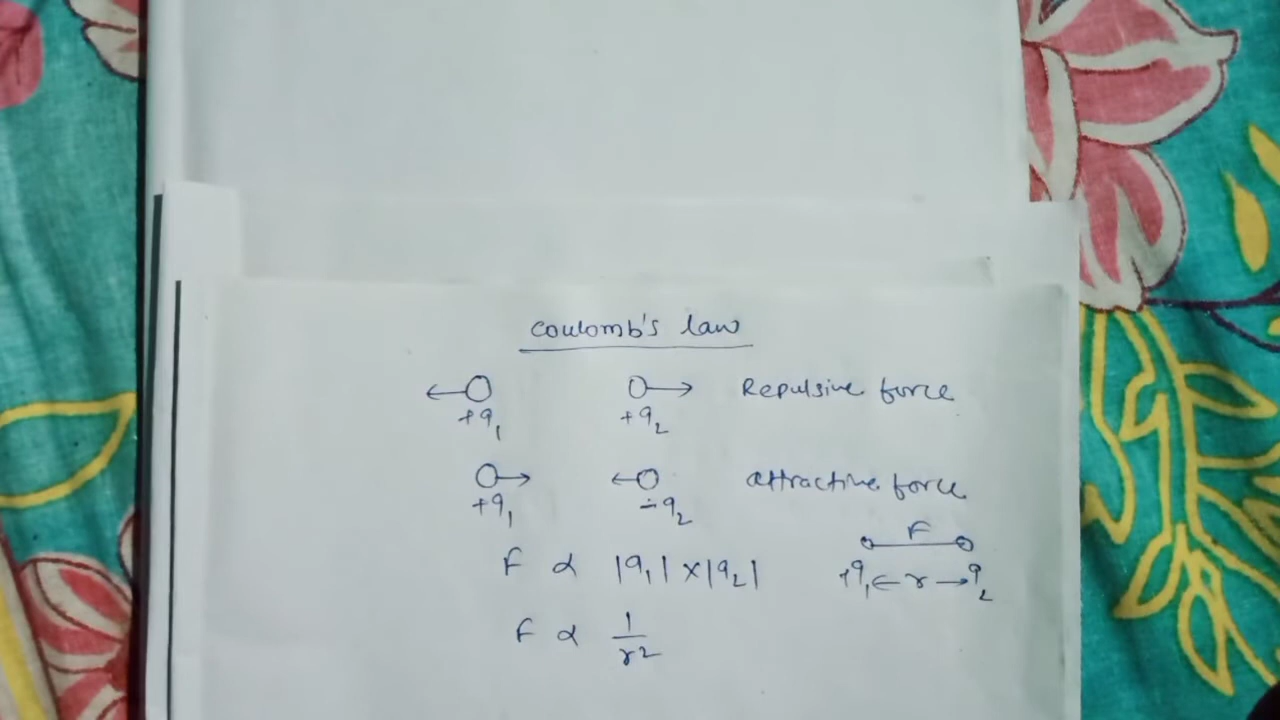 Coulomb's law
+q₁ +q₂ Repulsive force
+q₁ -q₂ attractive force
F
F ∝ |q₁| × |q₂| +q₁ ← r → q₂
F ∝ 1/r²